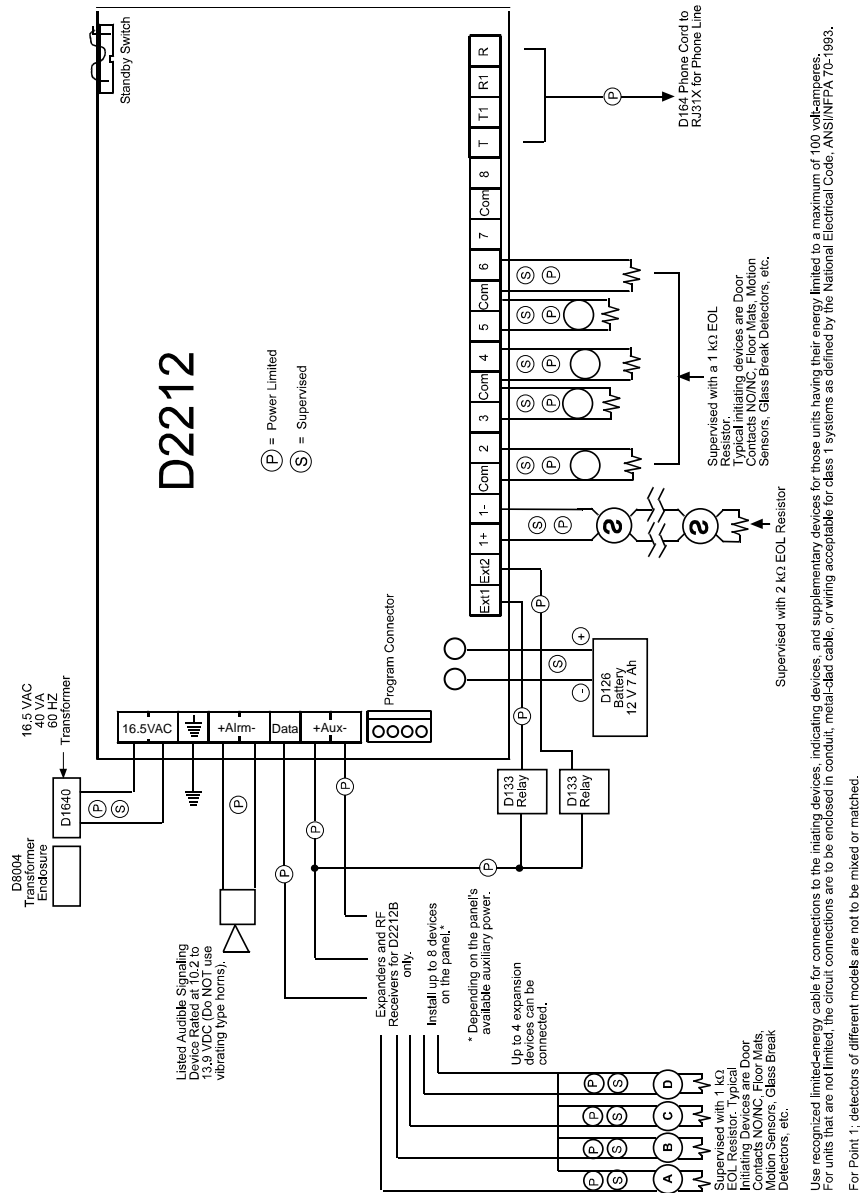 Standby Switch
D2212
P = Power Limited
S = Supervised
16.5 VAC
40 VA
60 HZ
Transformer
D1640
D8004
Transformer
Enclosure
P S
16.5VAC
+Alrm-
Data
+Aux-
Program Connector
P
P
P
P
Listed Audible Signaling
Device Rated at 10.2 to
13.9 VDC (Do NOT use
vibrating type horns).
Expanders and RF
Receivers for D2212B
only.
Install up to 8 devices
on the panel.*
* Depending on the panel's
available auxiliary power.
Up to 4 expansion
devices can be
connected.
P S A
P S B
P S C
P S D
Supervised with 1 kΩ
EOL Resistor. Typical
Initiating Devices are Door
Contacts NO/NC, Floor Mats,
Motion Sensors, Glass Break
Detectors, etc.
P
D133
Relay
D133
Relay
P
P
- +
S
D126
Battery
12 V 7 Ah
Ext1 Ext2 1+ 1- Com 2 3 Com 4 5 Com 6 7 Com 8 T T1 R1 R
S P
S S
Supervised with 2 kΩ EOL Resistor
S P
S P
S P
S P
S P
Supervised with a 1 kΩ EOL
Resistor.
Typical initiating devices are Door
Contacts NO/NC, Floor Mats, Motion
Sensors, Glass Break Detectors, etc.
P
D164 Phone Cord to
RJ31X for Phone Line
Use recognized limited-energy cable for connections to the iniating devices, indicating devices, and supplementary devices for those units having their energy limited to a maximum of 100 volt-amperes.
For units that are not limited, the circuit connections are to be enclosed in conduit, metal-clad cable, or wiring acceptable for class 1 systems as defined by the National Electrical Code, ANSI/NFPA 70-1993.
For Point 1; detectors of different models are not to be mixed or matched.